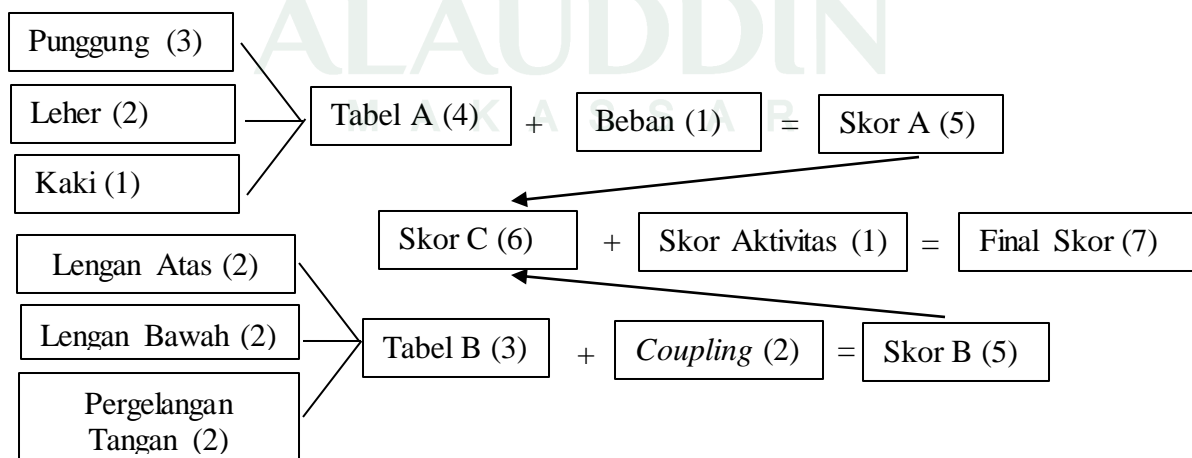 ALAUDDIN
MAKASSAR
Punggung (3)
Leher (2)
Kaki (1)
Tabel A (4) + Beban (1) = Skor A (5)
Skor C (6) + Skor Aktivitas (1) = Final Skor (7)
Lengan Atas (2)
Lengan Bawah (2)
Pergelangan
Tangan (2)
Tabel B (3) + Coupling (2) = Skor B (5)